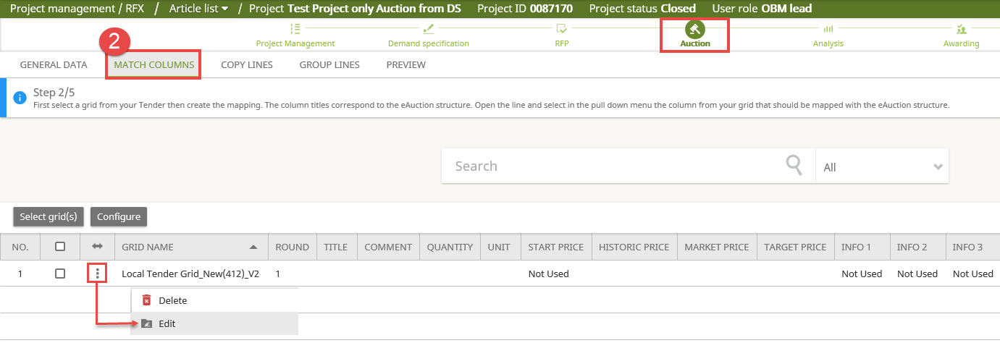 Project management / RFX / Article list / Project Test Project only Auction from DS Project ID 0087170 Project status Closed User role OBM lead
2
Project Management Demand specification RFP Auction Analysis Awarding
GENERAL DATA MATCH COLUMNS COPY LINES GROUP LINES PREVIEW
Step 2/5
First select a grid from your Tender then create the mapping. The column titles correspond to the eAuction structure. Open the line and select in the pull down menu the column from your grid that should be mapped with the eAuction structure.
Search All
Select grid(s) Configure
NO. GRID NAME ROUND TITLE COMMENT QUANTITY UNIT START PRICE HISTORIC PRICE MARKET PRICE TARGET PRICE INFO 1 INFO 2 INFO 3
1 Local Tender Grid_New(412)_V2 1 Not Used Not Used Not Used Not Used
Delete
Edit